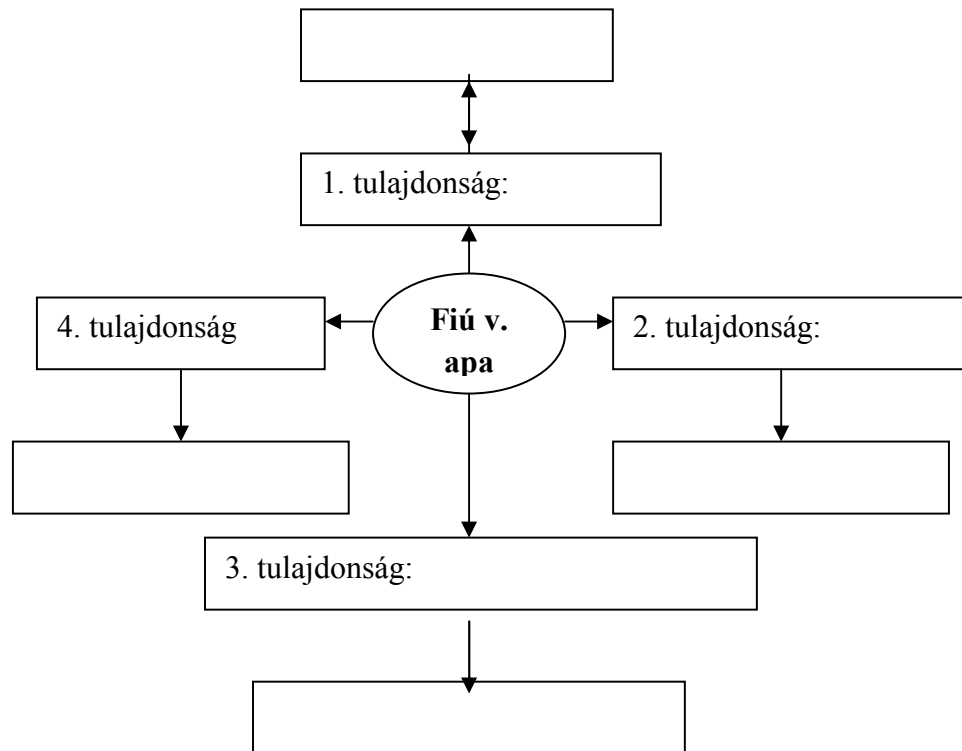 1. tulajdonság:
4. tulajdonság
Fiú v.
apa
2. tulajdonság:
3. tulajdonság: